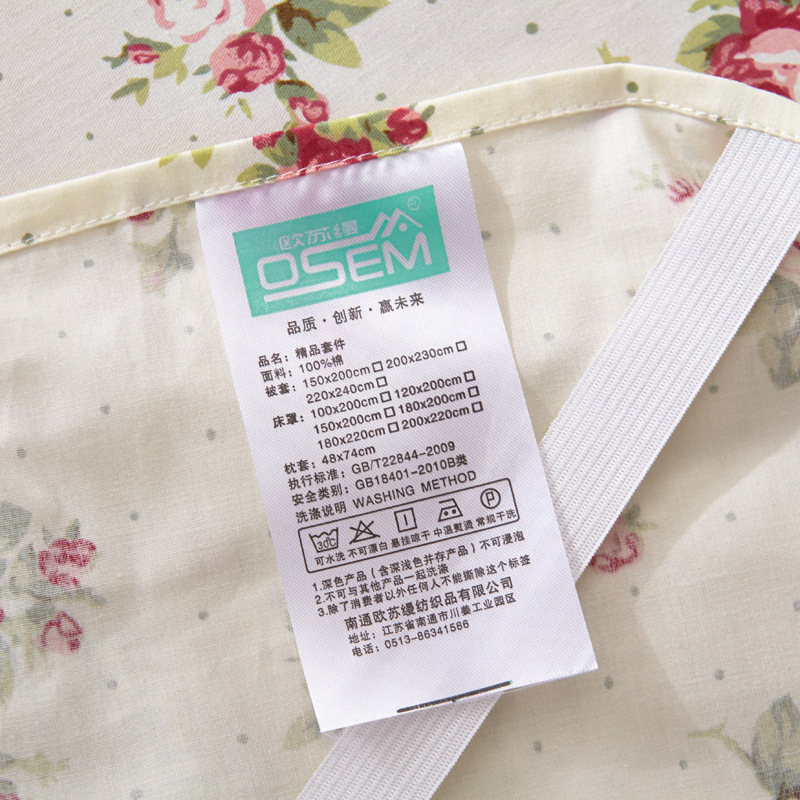 欧苏缦
OSEM
品质·创新·赢未来
品名：精品套件
面料：100%棉
被套：150x200cm□ 200x230cm□
220x240cm□
床罩：100x200cm□ 120x200cm□
150x200cm□ 180x200cm□
180x220cm□ 200x220cm□
枕套：48x74cm
执行标准：GB/T22844-2009
安全类别：GB18401-2010B类
洗涤说明 WASHING METHOD
30C P
可水洗 不可漂白 悬挂晾干 中温熨烫 常规干洗
1.深色产品（含深浅色并存产品）不可浸泡
2.不可与其他产品一起洗涤
3.除了消费者以外任何人不能撕除这个标签
南通欧苏缦纺织品有限公司
地址：江苏省南通市川姜工业园区
电话：0513-86341586